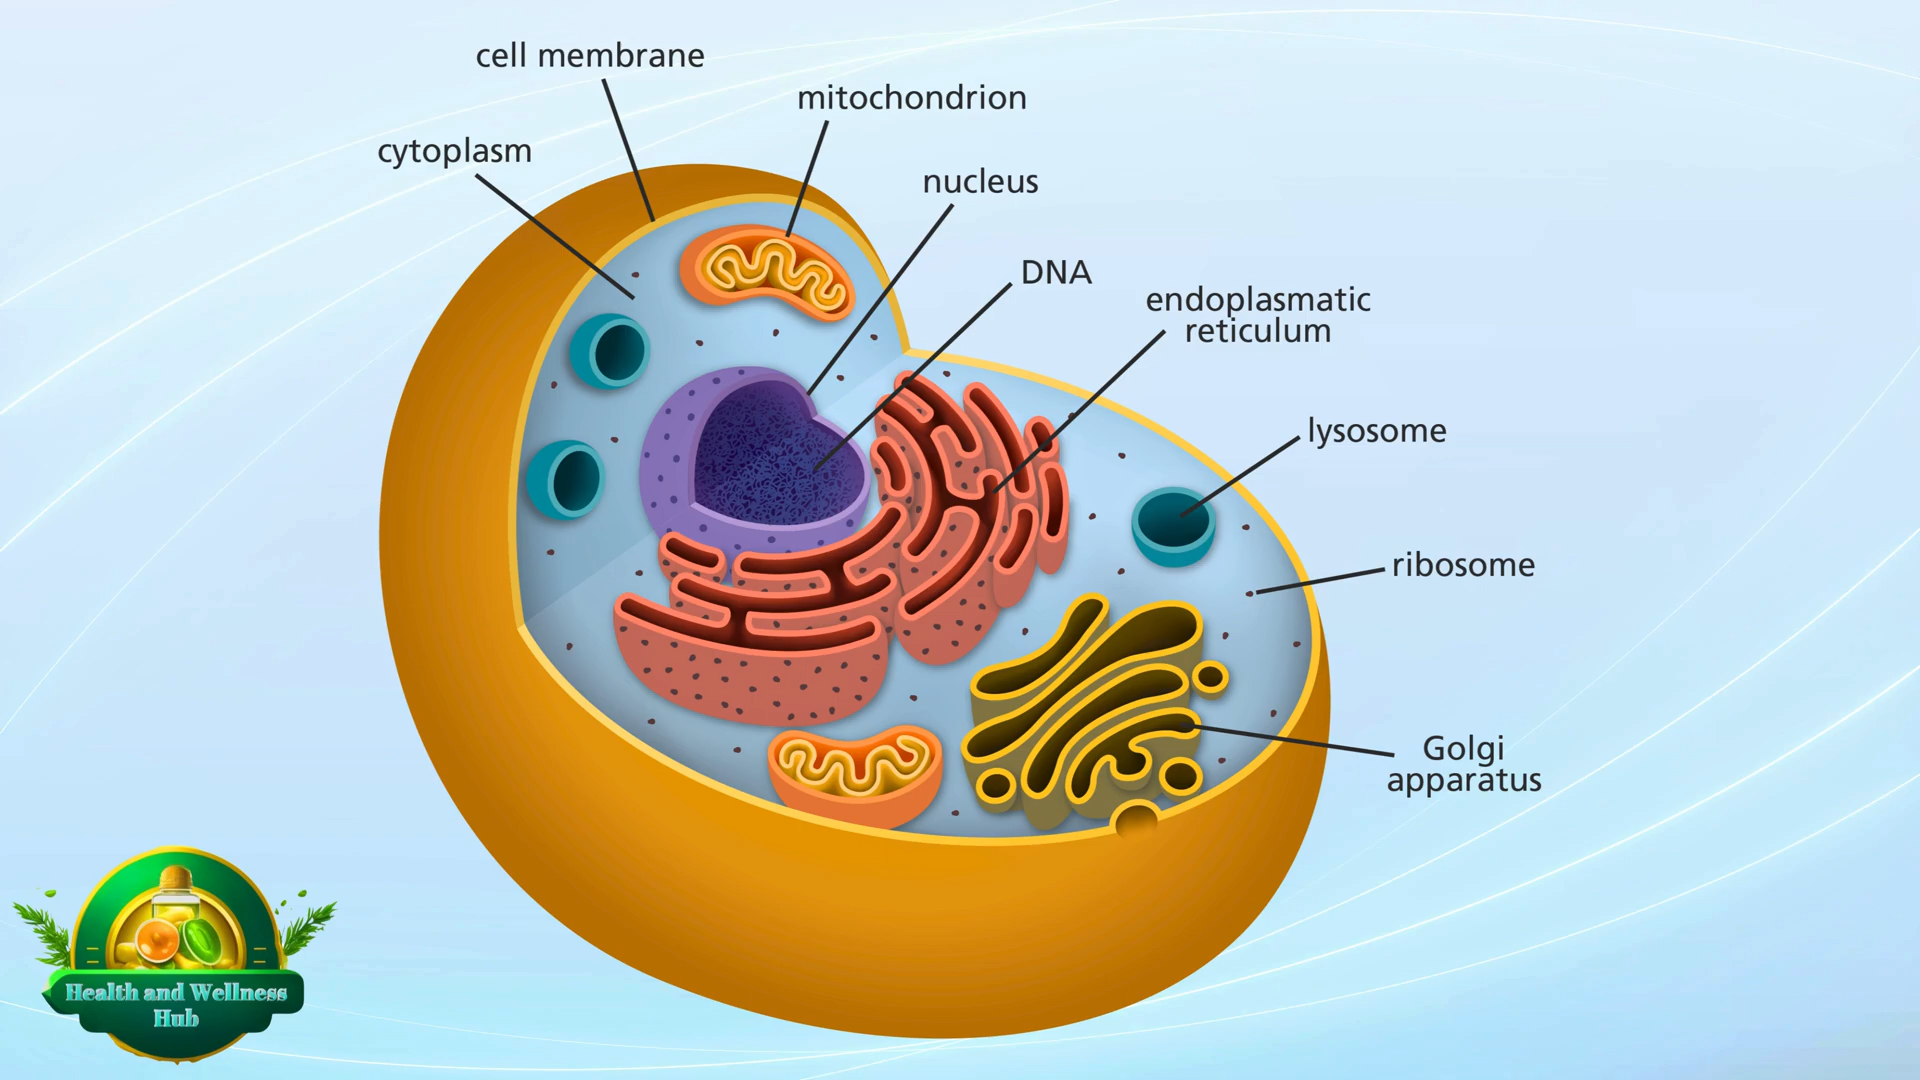 cell membrane
mitochondrion
cytoplasm
nucleus
DNA
endoplasmatic
reticulum
lysosome
ribosome
Golgi
apparatus
Health and Wellness
Hub